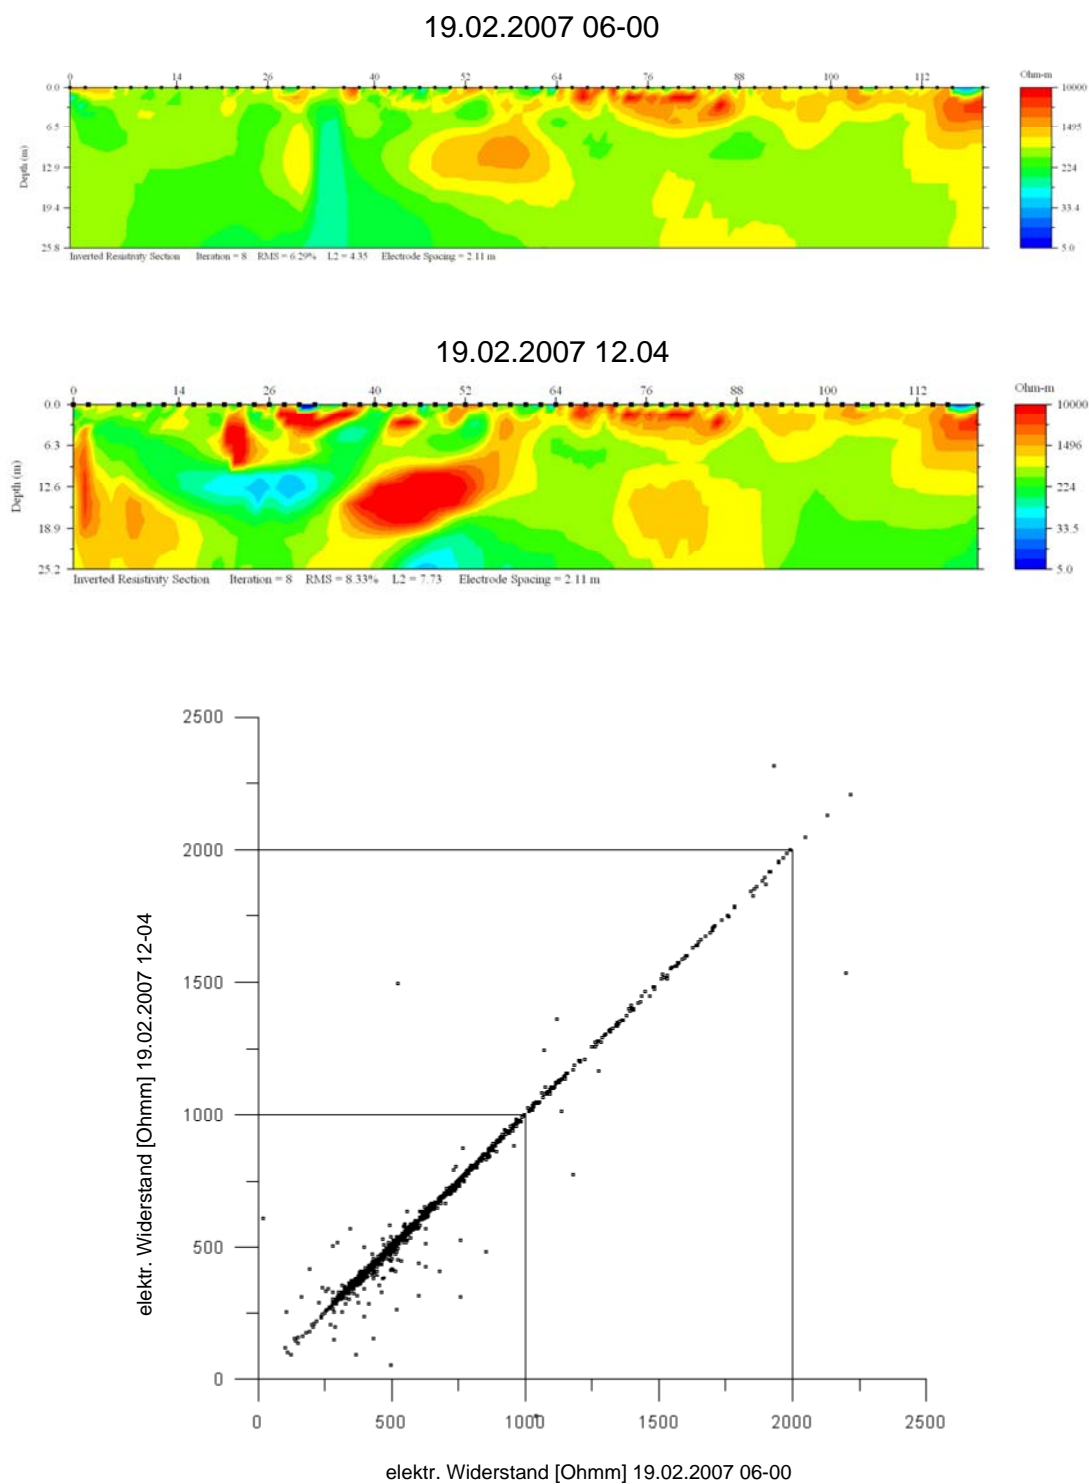 19.02.2007 06-00
0 14 26 40 52 64 76 88 100 112
Ohm-m
0.0 10000
6.5 1495
12.9 224
19.4 33.4
25.8 5.0
Depth (m)
Inverted Resistivity Section Iteration = 8 RMS = 6.29% L2 = 4.35 Electrode Spacing = 2.11 m
19.02.2007 12.04
0 14 26 40 52 64 76 88 100 112
Ohm-m
0.0 10000
6.3 1496
12.6 224
18.9 33.5
25.2 5.0
Depth (m)
Inverted Resistivity Section Iteration = 8 RMS = 8.33% L2 = 7.73 Electrode Spacing = 2.11 m
2500
2000
1500
1000
500
0
elektr. Widerstand [Ohmm] 19.02.2007 12-04
0 500 1000 1500 2000 2500
elektr. Widerstand [Ohmm] 19.02.2007 06-00